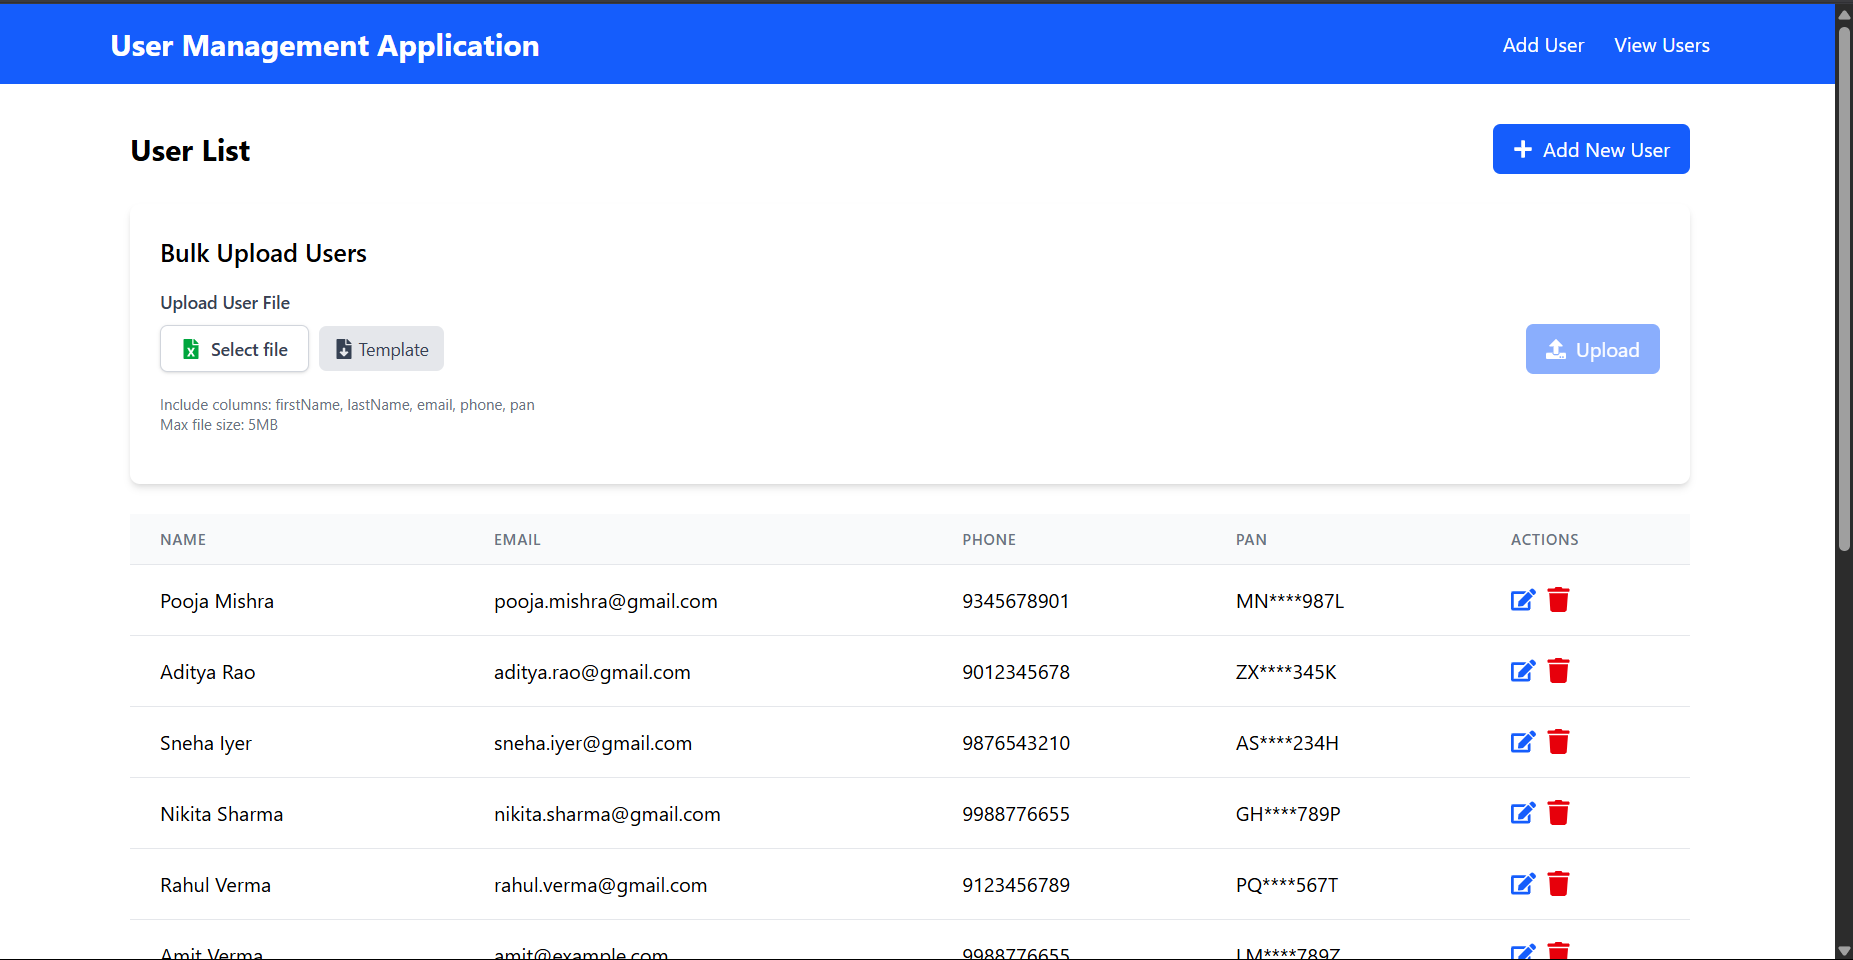 User Management Application
Add User View Users
User List
Add New User
Bulk Upload Users
Upload User File
Select file Template Upload
Include columns: firstName, lastName, email, phone, pan
Max file size: 5MB
NAME EMAIL PHONE PAN ACTIONS
Pooja Mishra pooja.mishra@gmail.com 9345678901 MN****987L
Aditya Rao aditya.rao@gmail.com 9012345678 ZX****345K
Sneha Iyer sneha.iyer@gmail.com 9876543210 AS****234H
Nikita Sharma nikita.sharma@gmail.com 9988776655 GH****789P
Rahul Verma rahul.verma@gmail.com 9123456789 PQ****567T
Amit Verma amit@example.com 9988776655 LM****789Z